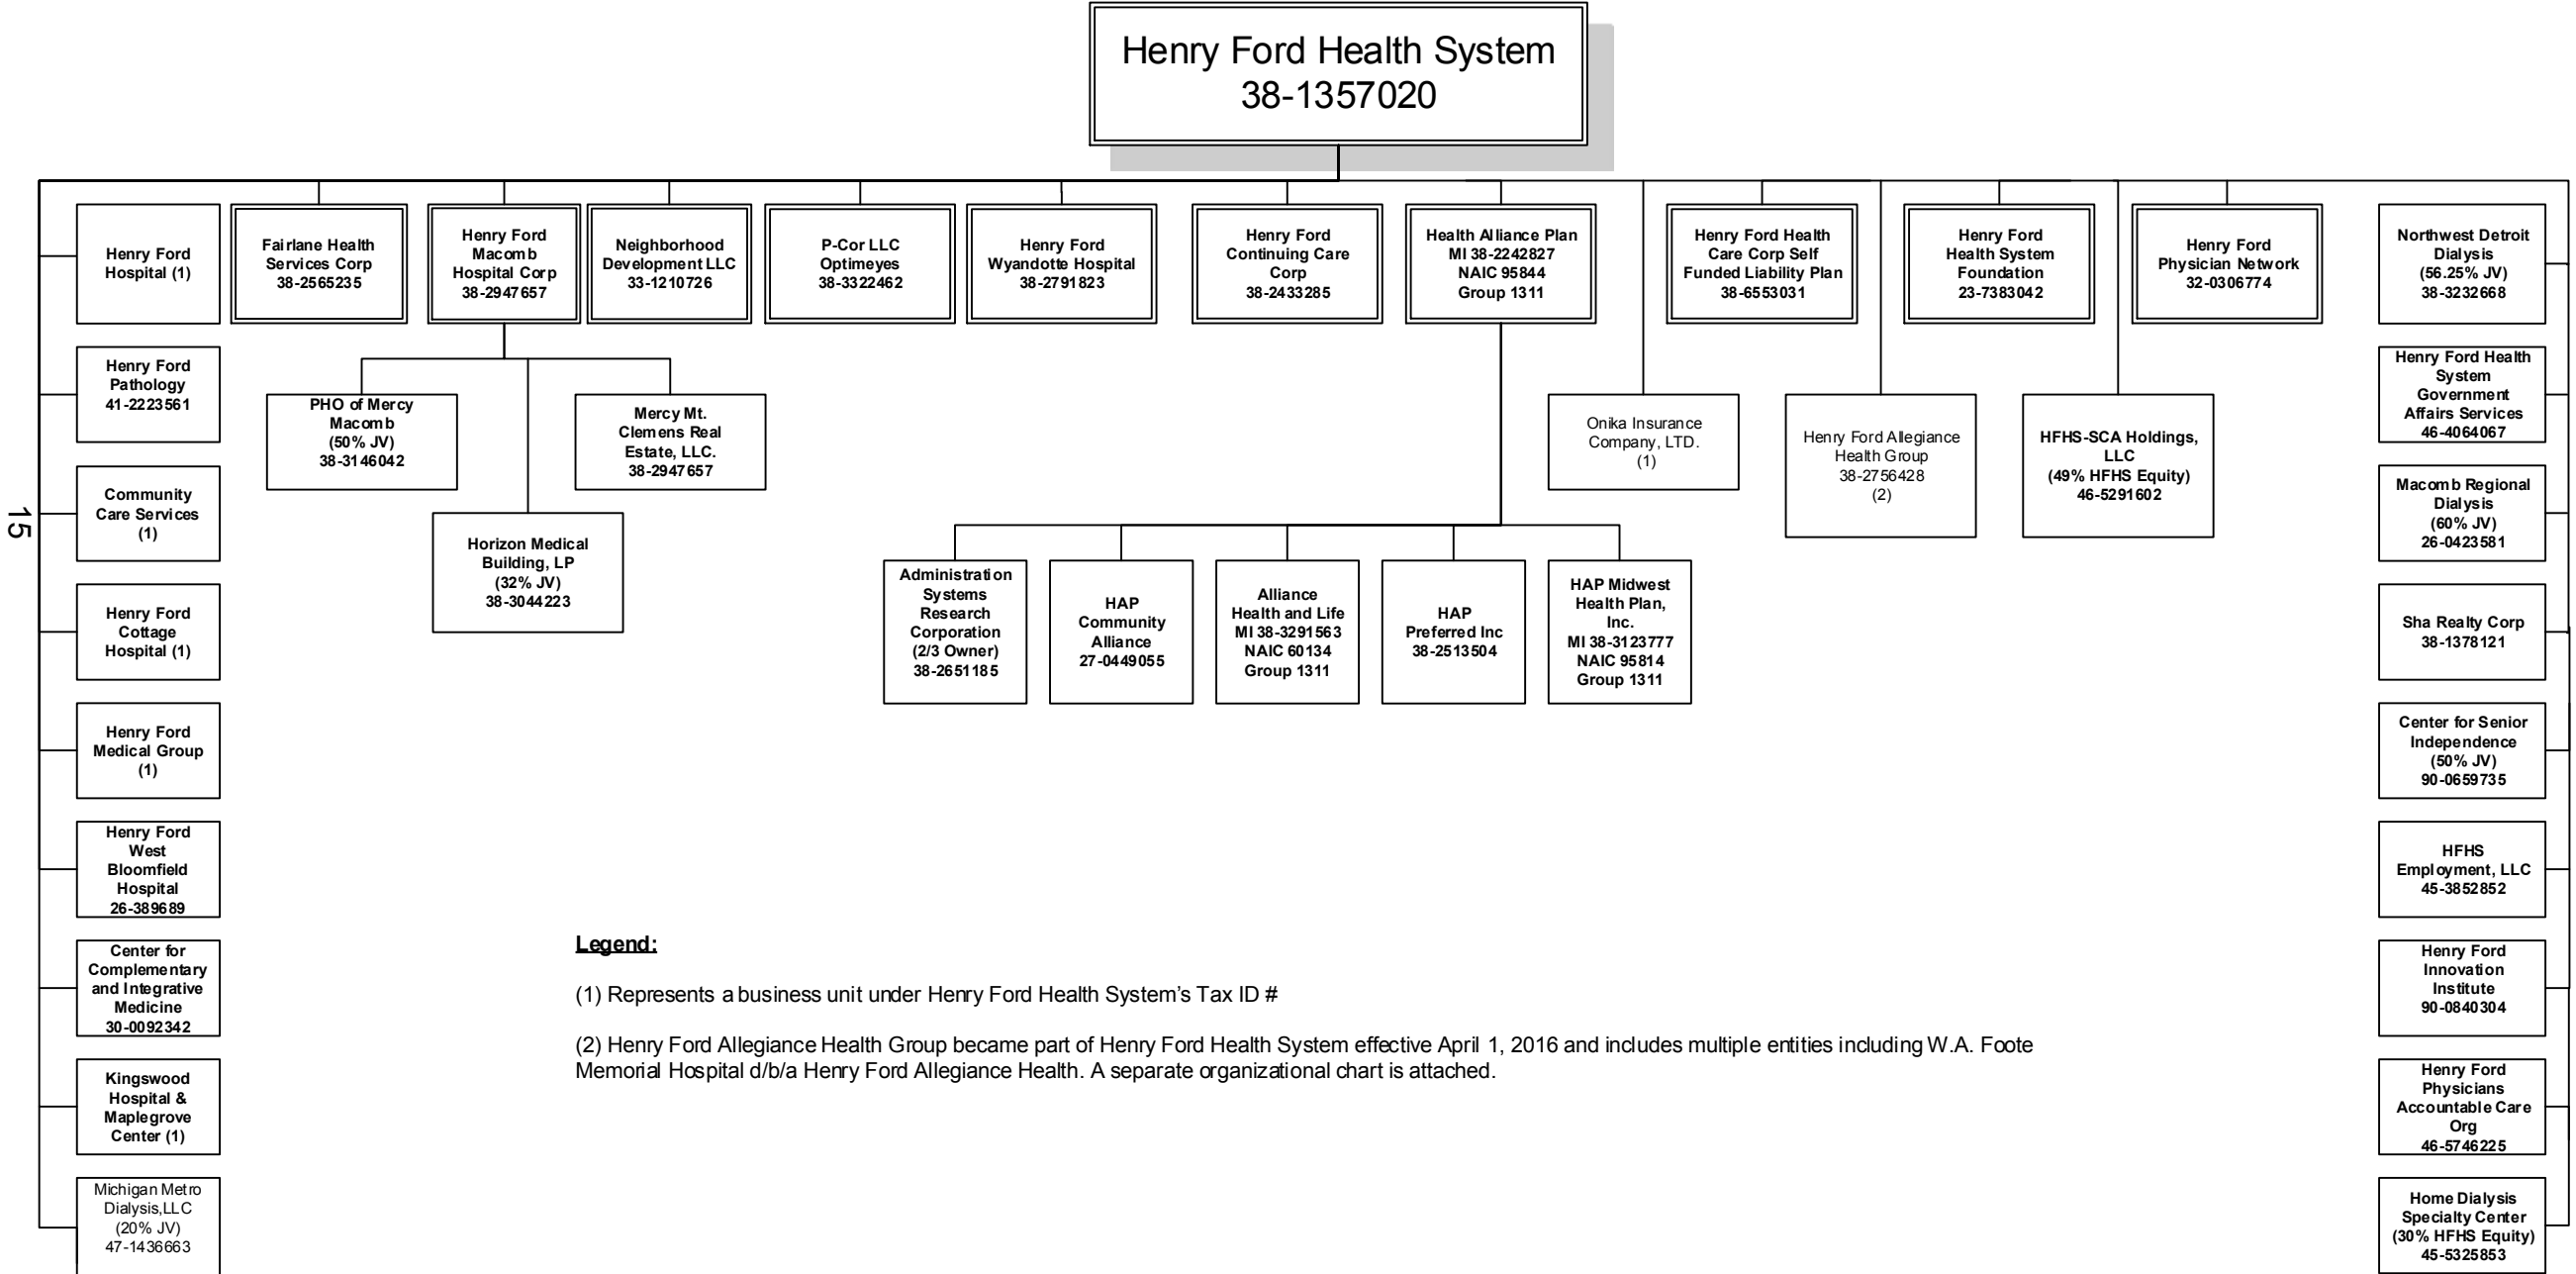 Henry Ford Health System
38-1357020
Henry Ford
Hospital (1)
Fairlane Health
Services Corp
38-2565235
Henry Ford
Macomb
Hospital Corp
38-2947657
Neighborhood
Development LLC
33-1210726
P-Cor LLC
Optimeyes
38-3322462
Henry Ford
Wyandotte Hospital
38-2791823
Henry Ford
Continuing Care
Corp
38-2433285
Health Alliance Plan
MI 38-2242827
NAIC 95844
Group 1311
Henry Ford Health
Care Corp Self
Funded Liability Plan
38-6553031
Henry Ford
Health System
Foundation
23-7383042
Henry Ford
Physician Network
32-0306774
Northwest Detroit
Dialysis
(56.25% JV)
38-3232668
Henry Ford
Pathology
41-2223561
PHO of Mercy
Macomb
(50% JV)
38-3146042
Mercy Mt.
Clemens Real
Estate, LLC.
38-2947657
Onika Insurance
Company, LTD.
(1)
Henry Ford Allegiance
Health Group
38-2756428
(2)
HFHS-SCA Holdings,
LLC
(49% HFHS Equity)
46-5291602
Henry Ford Health
System
Government
Affairs Services
46-4064067
15
Community
Care Services
(1)
Horizon Medical
Building, LP
(32% JV)
38-3044223
Macomb Regional
Dialysis
(60% JV)
26-0423581
Henry Ford
Cottage
Hospital (1)
Administration
Systems
Research
Corporation
(2/3 Owner)
38-2651185
HAP
Community
Alliance
27-0449055
Alliance
Health and Life
MI 38-3291563
NAIC 60134
Group 1311
HAP
Preferred Inc
38-2513504
HAP Midwest
Health Plan,
Inc.
MI 38-3123777
NAIC 95814
Group 1311
Sha Realty Corp
38-1378121
Henry Ford
Medical Group
(1)
Center for Senior
Independence
(50% JV)
90-0659735
Henry Ford
West
Bloomfield
Hospital
26-389689
HFHS
Employment, LLC
45-3852852
Center for
Complementary
and Integrative
Medicine
30-0092342
Henry Ford
Innovation
Institute
90-0840304
Kingswood
Hospital &
Maplegrove
Center (1)
Henry Ford
Physicians
Accountable Care
Org
46-5746225
Michigan Metro
Dialysis,LLC
(20% JV)
47-1436663
Home Dialysis
Specialty Center
(30% HFHS Equity)
45-5325853
Legend:
(1) Represents a business unit under Henry Ford Health System's Tax ID #
(2) Henry Ford Allegiance Health Group became part of Henry Ford Health System effective April 1, 2016 and includes multiple entities including W.A. Foote
Memorial Hospital d/b/a Henry Ford Allegiance Health. A separate organizational chart is attached.